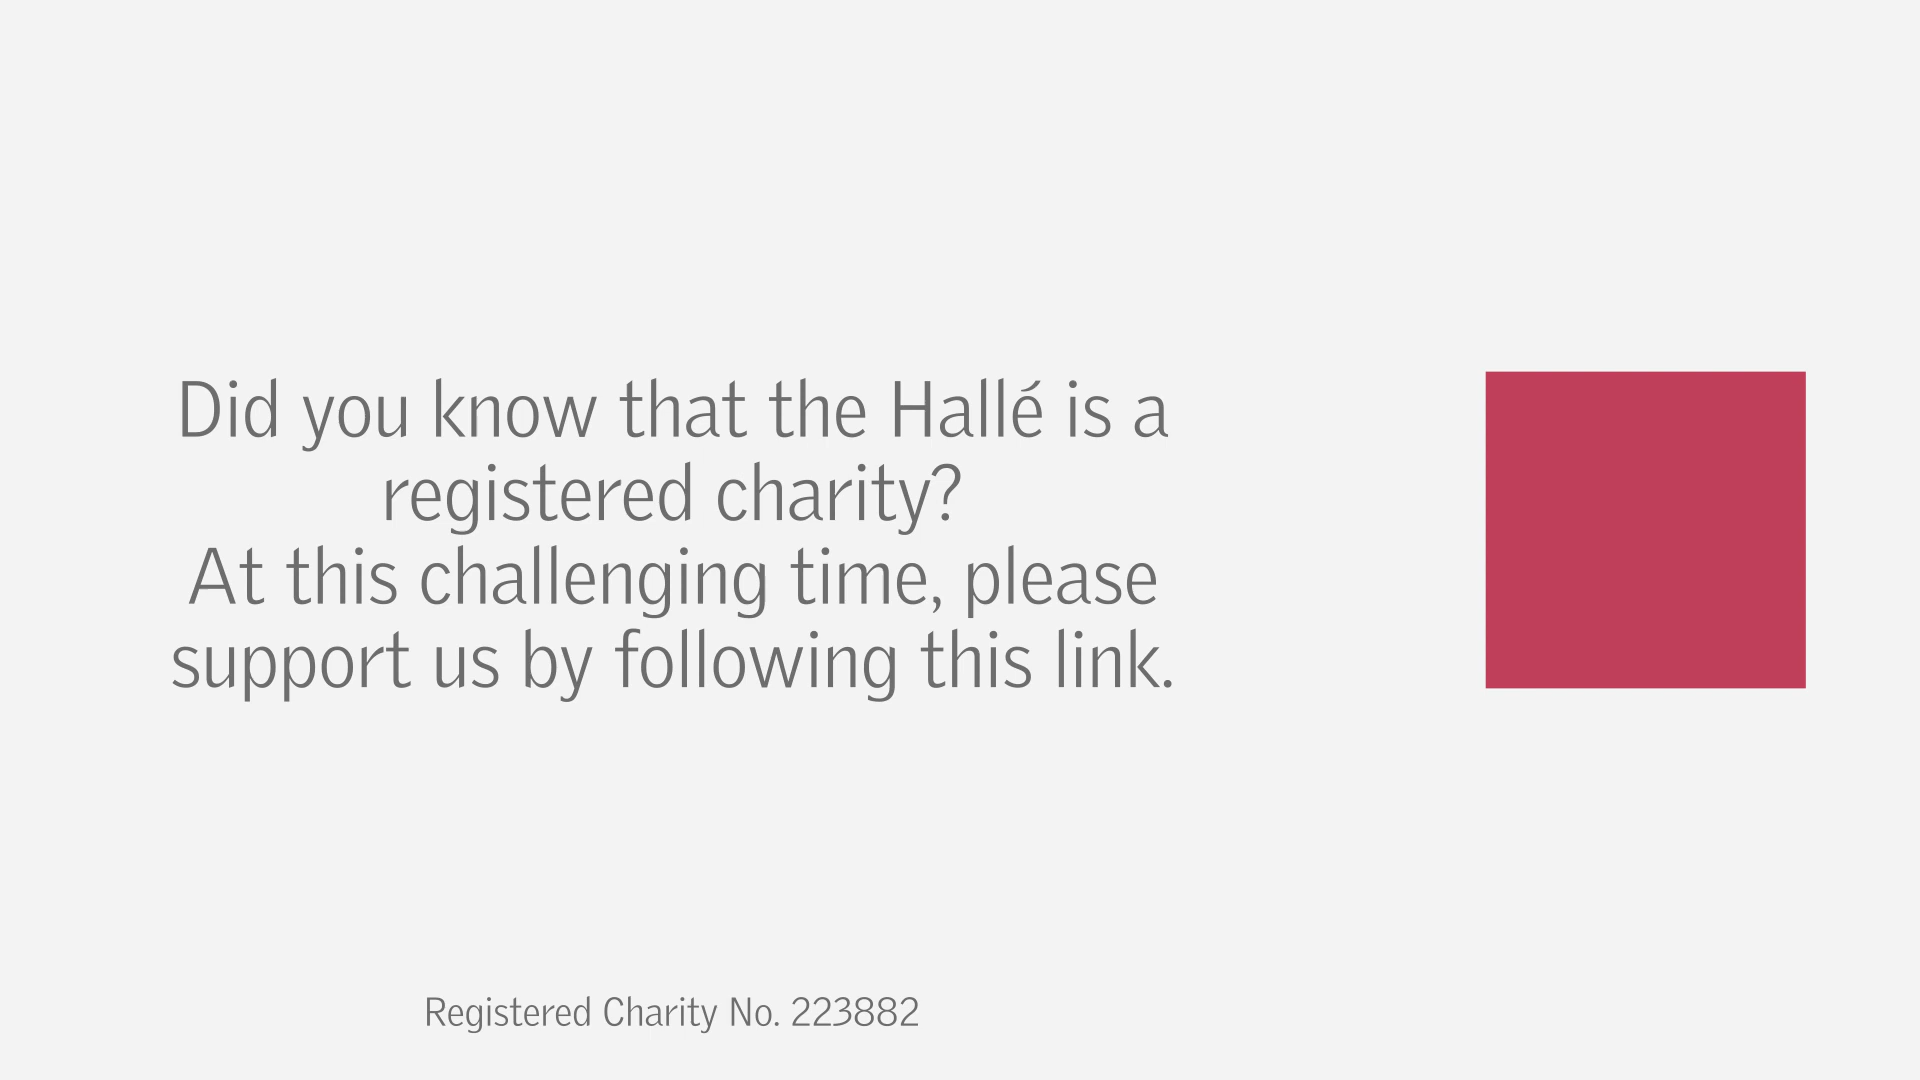 Did you know that the Hallé is a
registered charity?
At this challenging time, please
support us by following this link.
Registered Charity No. 223882